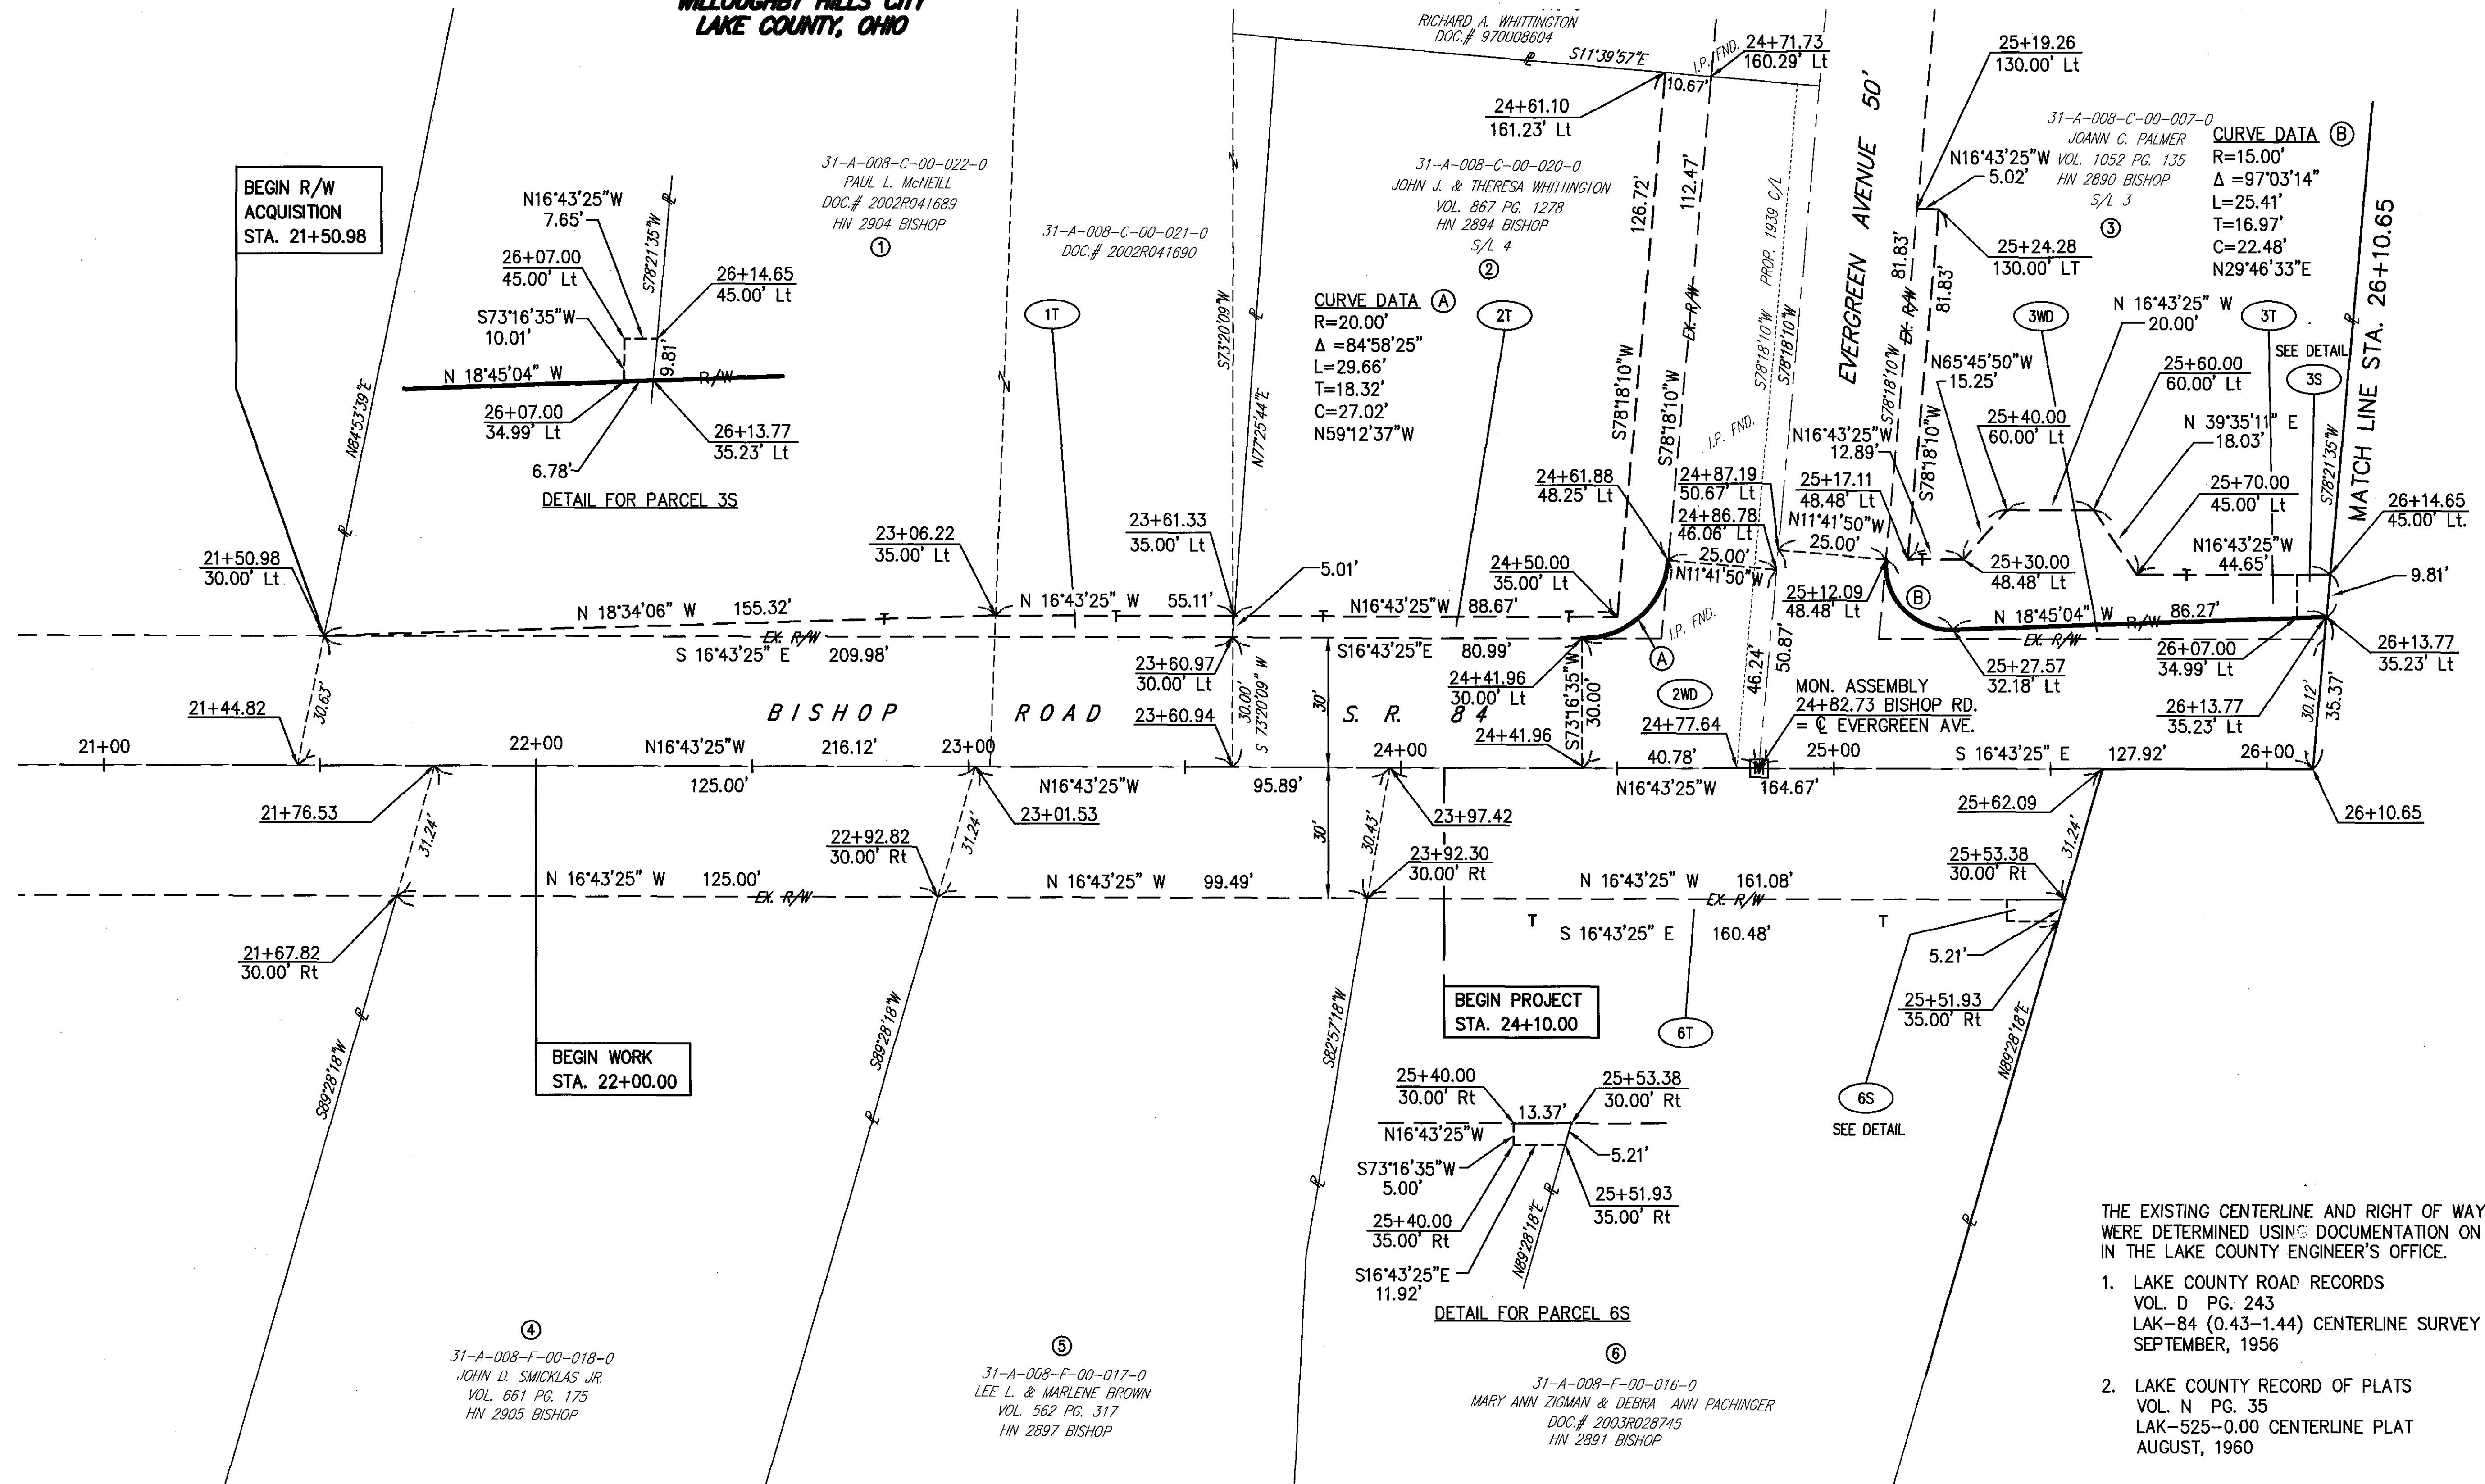 WILLOUGHBY HILLS CITY
LAKE COUNTY, OHIO
RICHARD A. WHITTINGTON
DOC.# 970008604
S11°39'57"E
I.P. FND.
10.67'
24+71.73
160.29' Lt
24+61.10
161.23' Lt
EVERGREEN AVENUE 50'
25+19.26
130.00' Lt
31-A-008-C-00-007-0
JOANN C. PALMER
VOL. 1052 PG. 135
HN 2890 BISHOP
S/L 3
3
N16°43'25"W
5.02'
25+24.28
130.00' LT
CURVE DATA B
R=15.00'
Δ =97°03'14"
L=25.41'
T=16.97'
C=22.48'
N29°46'33"E
MATCH LINE STA. 26+10.65
BEGIN R/W
ACQUISITION
STA. 21+50.98
N84°53'39"E
31-A-008-C-00-022-0
PAUL L. McNEILL
DOC.# 2002R041689
HN 2904 BISHOP
1
31-A-008-C-00-021-0
DOC.# 2002R041690
31-A-008-C-00-020-0
JOHN J. & THERESA WHITTINGTON
VOL. 867 PG. 1278
HN 2894 BISHOP
S/L 4
2
N16°43'25"W
7.65'
S78°21'35"W
26+07.00
45.00' Lt
26+14.65
45.00' Lt
S73°16'35"W
10.01'
9.81'
N 18°45'04" W
R/W
26+07.00
34.99' Lt
26+13.77
35.23' Lt
6.78'
DETAIL FOR PARCEL 3S
1T
S73°20'09"W
N77°25'44"E
CURVE DATA A
R=20.00'
Δ =84°58'25"
L=29.66'
T=18.32'
C=27.02'
N59°12'37"W
2T
126.72'
S78°18'10"W
112.47'
EX. R/W
S78°18'10"W
S78°18'10"W PROP. 1939 C/L
S78°18'10"W
I.P. FND.
81.83'
EX. R/W
S78°18'10"W
81.83'
S78°18'10"W
3WD
N 16°43'25" W
20.00'
3T
SEE DETAIL
3S
N65°45'50"W
15.25'
25+60.00
60.00' Lt
25+40.00
60.00' Lt
N 39°35'11" E
18.03'
N16°43'25"W
12.89'
25+70.00
45.00' Lt
S78°21'35"W
26+14.65
45.00' Lt.
24+61.88
48.25' Lt
24+87.19
50.67' Lt
25+17.11
48.48' Lt
24+86.78
46.06' Lt
N11°41'50"W
25.00'
25.00'
N11°41'50"W
25+30.00
48.48' Lt
N16°43'25"W
44.65'
T
9.81'
21+50.98
30.00' Lt
23+06.22
35.00' Lt
23+61.33
35.00' Lt
5.01'
24+50.00
35.00' Lt
25+12.09
48.48' Lt
B
T
N 18°34'06" W 155.32'
T
N 16°43'25" W 55.11'
T
T
N16°43'25"W 88.67'
T
I.P. FND.
N 18°45'04" W R/W 86.27'
EX. R/W
EX. R/W
S 16°43'25" E 209.98'
S16°43'25"E 80.99'
A
46.24'
50.87'
25+27.57
32.18' Lt
26+07.00
34.99' Lt
26+13.77
35.23' Lt
30.63'
23+60.97
30.00' Lt
30.00'
S 73°20'09" W
30'
24+41.96
30.00' Lt
S73°16'35"W
30.00'
2WD
MON. ASSEMBLY
24+82.73 BISHOP RD.
= ℄ EVERGREEN AVE.
26+13.77
35.23' Lt
30.12'
35.37'
21+44.82
BISHOP ROAD
S. R. 84
23+60.94
24+41.96
24+77.64
21+00
22+00
N16°43'25"W 216.12'
23+00
24+00
40.78'
M
25+00
S 16°43'25" E 127.92'
26+00
125.00'
N16°43'25"W 95.89'
N16°43'25"W 164.67'
21+76.53
31.24'
23+01.53
31.24'
30'
30.43'
23+97.42
25+62.09
26+10.65
22+92.82
30.00' Rt
23+92.30
30.00' Rt
25+53.38
30.00' Rt
31.24'
N 16°43'25" W 125.00'
EX. R/W
N 16°43'25" W 99.49'
N 16°43'25" W 161.08'
EX. R/W
T
S 16°43'25" E 160.48'
T
21+67.82
30.00' Rt
5.21'
25+51.93
35.00' Rt
S89°28'18"W
S89°28'18"W
S82°57'18"W
N89°28'18"E
BEGIN PROJECT
STA. 24+10.00
6T
BEGIN WORK
STA. 22+00.00
6S
SEE DETAIL
25+40.00
30.00' Rt
25+53.38
30.00' Rt
13.37'
N16°43'25"W
S73°16'35"W
5.00'
5.21'
25+40.00
35.00' Rt
25+51.93
35.00' Rt
N89°28'18"E
S16°43'25"E
11.92'
DETAIL FOR PARCEL 6S
4
31-A-008-F-00-018-0
JOHN D. SMICKLAS JR.
VOL. 661 PG. 175
HN 2905 BISHOP
5
31-A-008-F-00-017-0
LEE L. & MARLENE BROWN
VOL. 562 PG. 317
HN 2897 BISHOP
6
31-A-008-F-00-016-0
MARY ANN ZIGMAN & DEBRA ANN PACHINGER
DOC.# 2003R028745
HN 2891 BISHOP
THE EXISTING CENTERLINE AND RIGHT OF WAY
WERE DETERMINED USING DOCUMENTATION ON
IN THE LAKE COUNTY ENGINEER'S OFFICE.
1. LAKE COUNTY ROAD RECORDS
VOL. D PG. 243
LAK-84 (0.43-1.44) CENTERLINE SURVEY
SEPTEMBER, 1956
2. LAKE COUNTY RECORD OF PLATS
VOL. N PG. 35
LAK-525-0.00 CENTERLINE PLAT
AUGUST, 1960